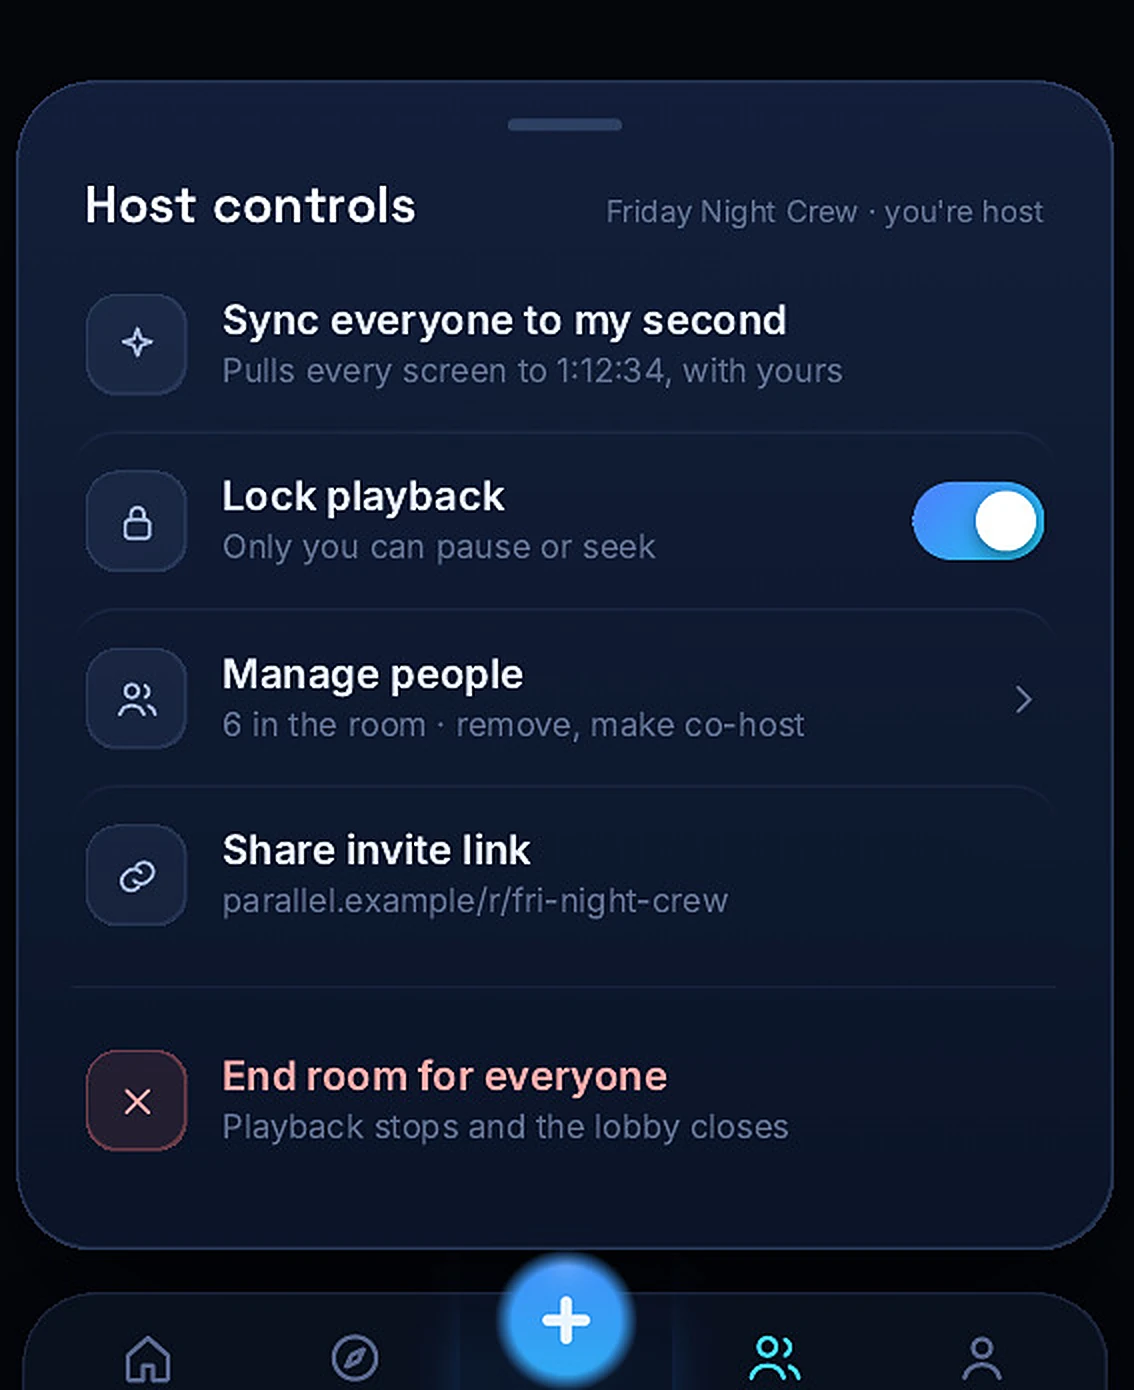 Host controls
Friday Night Crew · you're host
Sync everyone to my second
Pulls every screen to 1:12:34, with yours
Lock playback
Only you can pause or seek
Manage people
6 in the room · remove, make co-host
Share invite link
parallel.example/r/fri-night-crew
End room for everyone
Playback stops and the lobby closes